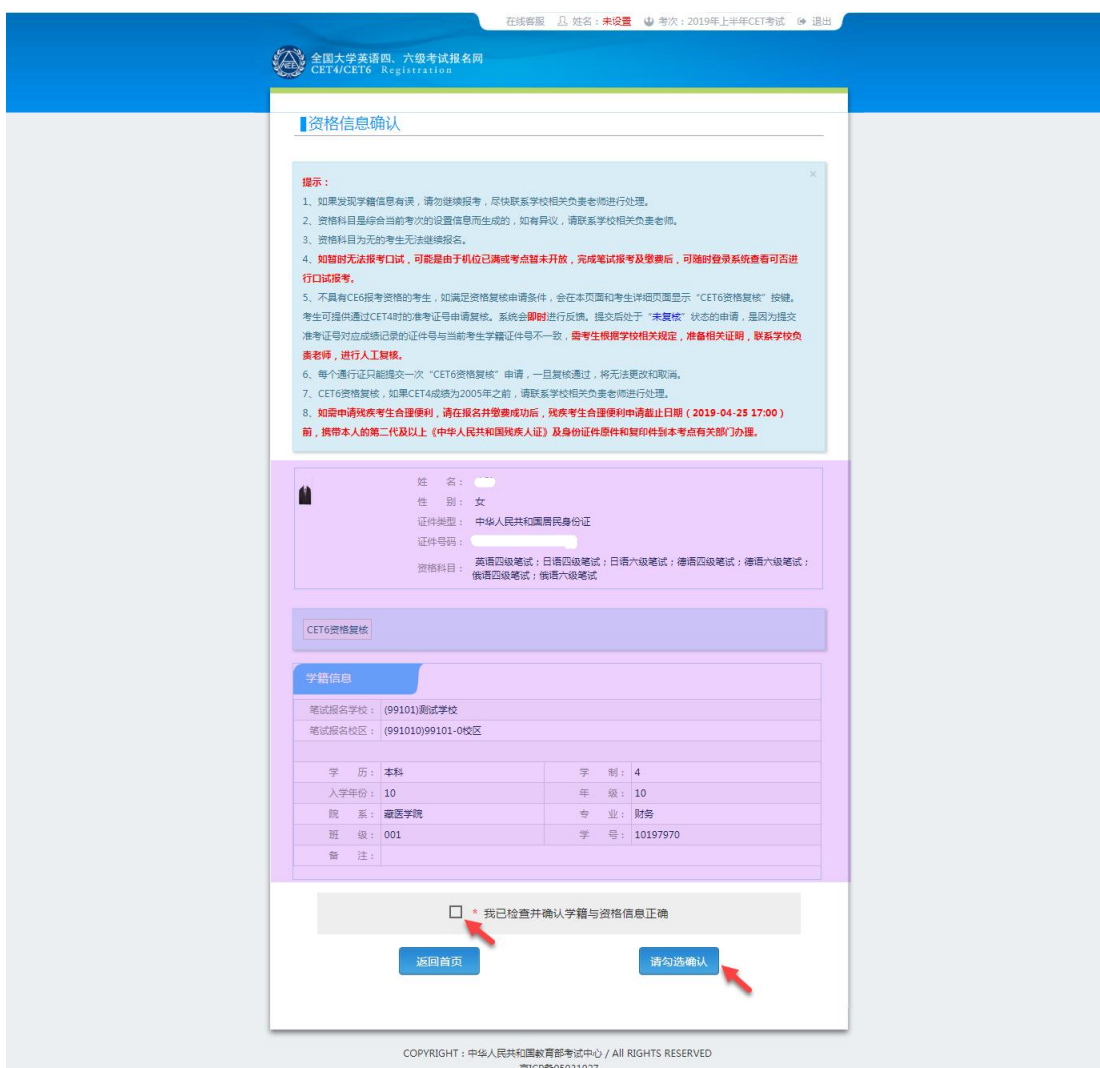 在线客服 姓名：未设置 考次：2019年上半年CET考试 退出
全国大学英语四、六级考试报名网
CET4/CET6 Registration
资格信息确认
提示：
1、如果发现学籍信息有误，请勿继续报考，尽快联系学校相关负责老师进行处理。
2、资格科目是综合当前考次的设置信息而生成的，如有异议，请联系学校相关负责老师。
3、资格科目为无的考生无法继续报名。
4、如暂时无法报考口试，可能是由于机位已满或考点暂未开放，完成笔试报考及缴费后，可随时登录系统查看可否进
行口试报考。
5、不具有CE6报考资格的考生，如满足资格复核申请条件，会在本页面和考生详细页面显示“CET6资格复核”按键。
考生可提供通过CET4时的准考证号申请复核。系统会即时进行反馈。提交后处于“未复核”状态的申请，是因为提交
准考证号对应成绩记录的证件号与当前考生学籍证件号不一致，需考生根据学校相关规定，准备相关证明，联系学校负
责老师，进行人工复核。
6、每个通行证只能提交一次“CET6资格复核”申请，一旦复核通过，将无法更改和取消。
7、CET6资格复核，如果CET4成绩为2005年之前，请联系学校相关负责老师进行处理。
8、如需申请残疾考生合理便利，请在报名并缴费成功后，残疾考生合理便利申请截止日期（2019-04-25 17:00）
前，携带本人的第二代及以上《中华人民共和国残疾人证》及身份证件原件和复印件到本考点有关部门办理。
姓 名：
性 别： 女
证件类型： 中华人民共和国居民身份证
证件号码：
资格科目： 英语四级笔试；日语四级笔试；日语六级笔试；德语四级笔试；德语六级笔试；
俄语四级笔试；俄语六级笔试
CET6资格复核
学籍信息
笔试报名学校： (99101)测试学校
笔试报名校区： (991010)99101-0校区
学 历： 本科 学 制： 4
入学年份： 10 年 级： 10
院 系： 藏医学院 专 业： 财务
班 级： 001 学 号： 10197970
备 注：
* 我已检查并确认学籍与资格信息正确
返回首页 请勾选确认
COPYRIGHT：中华人民共和国教育部考试中心 / All RIGHTS RESERVED